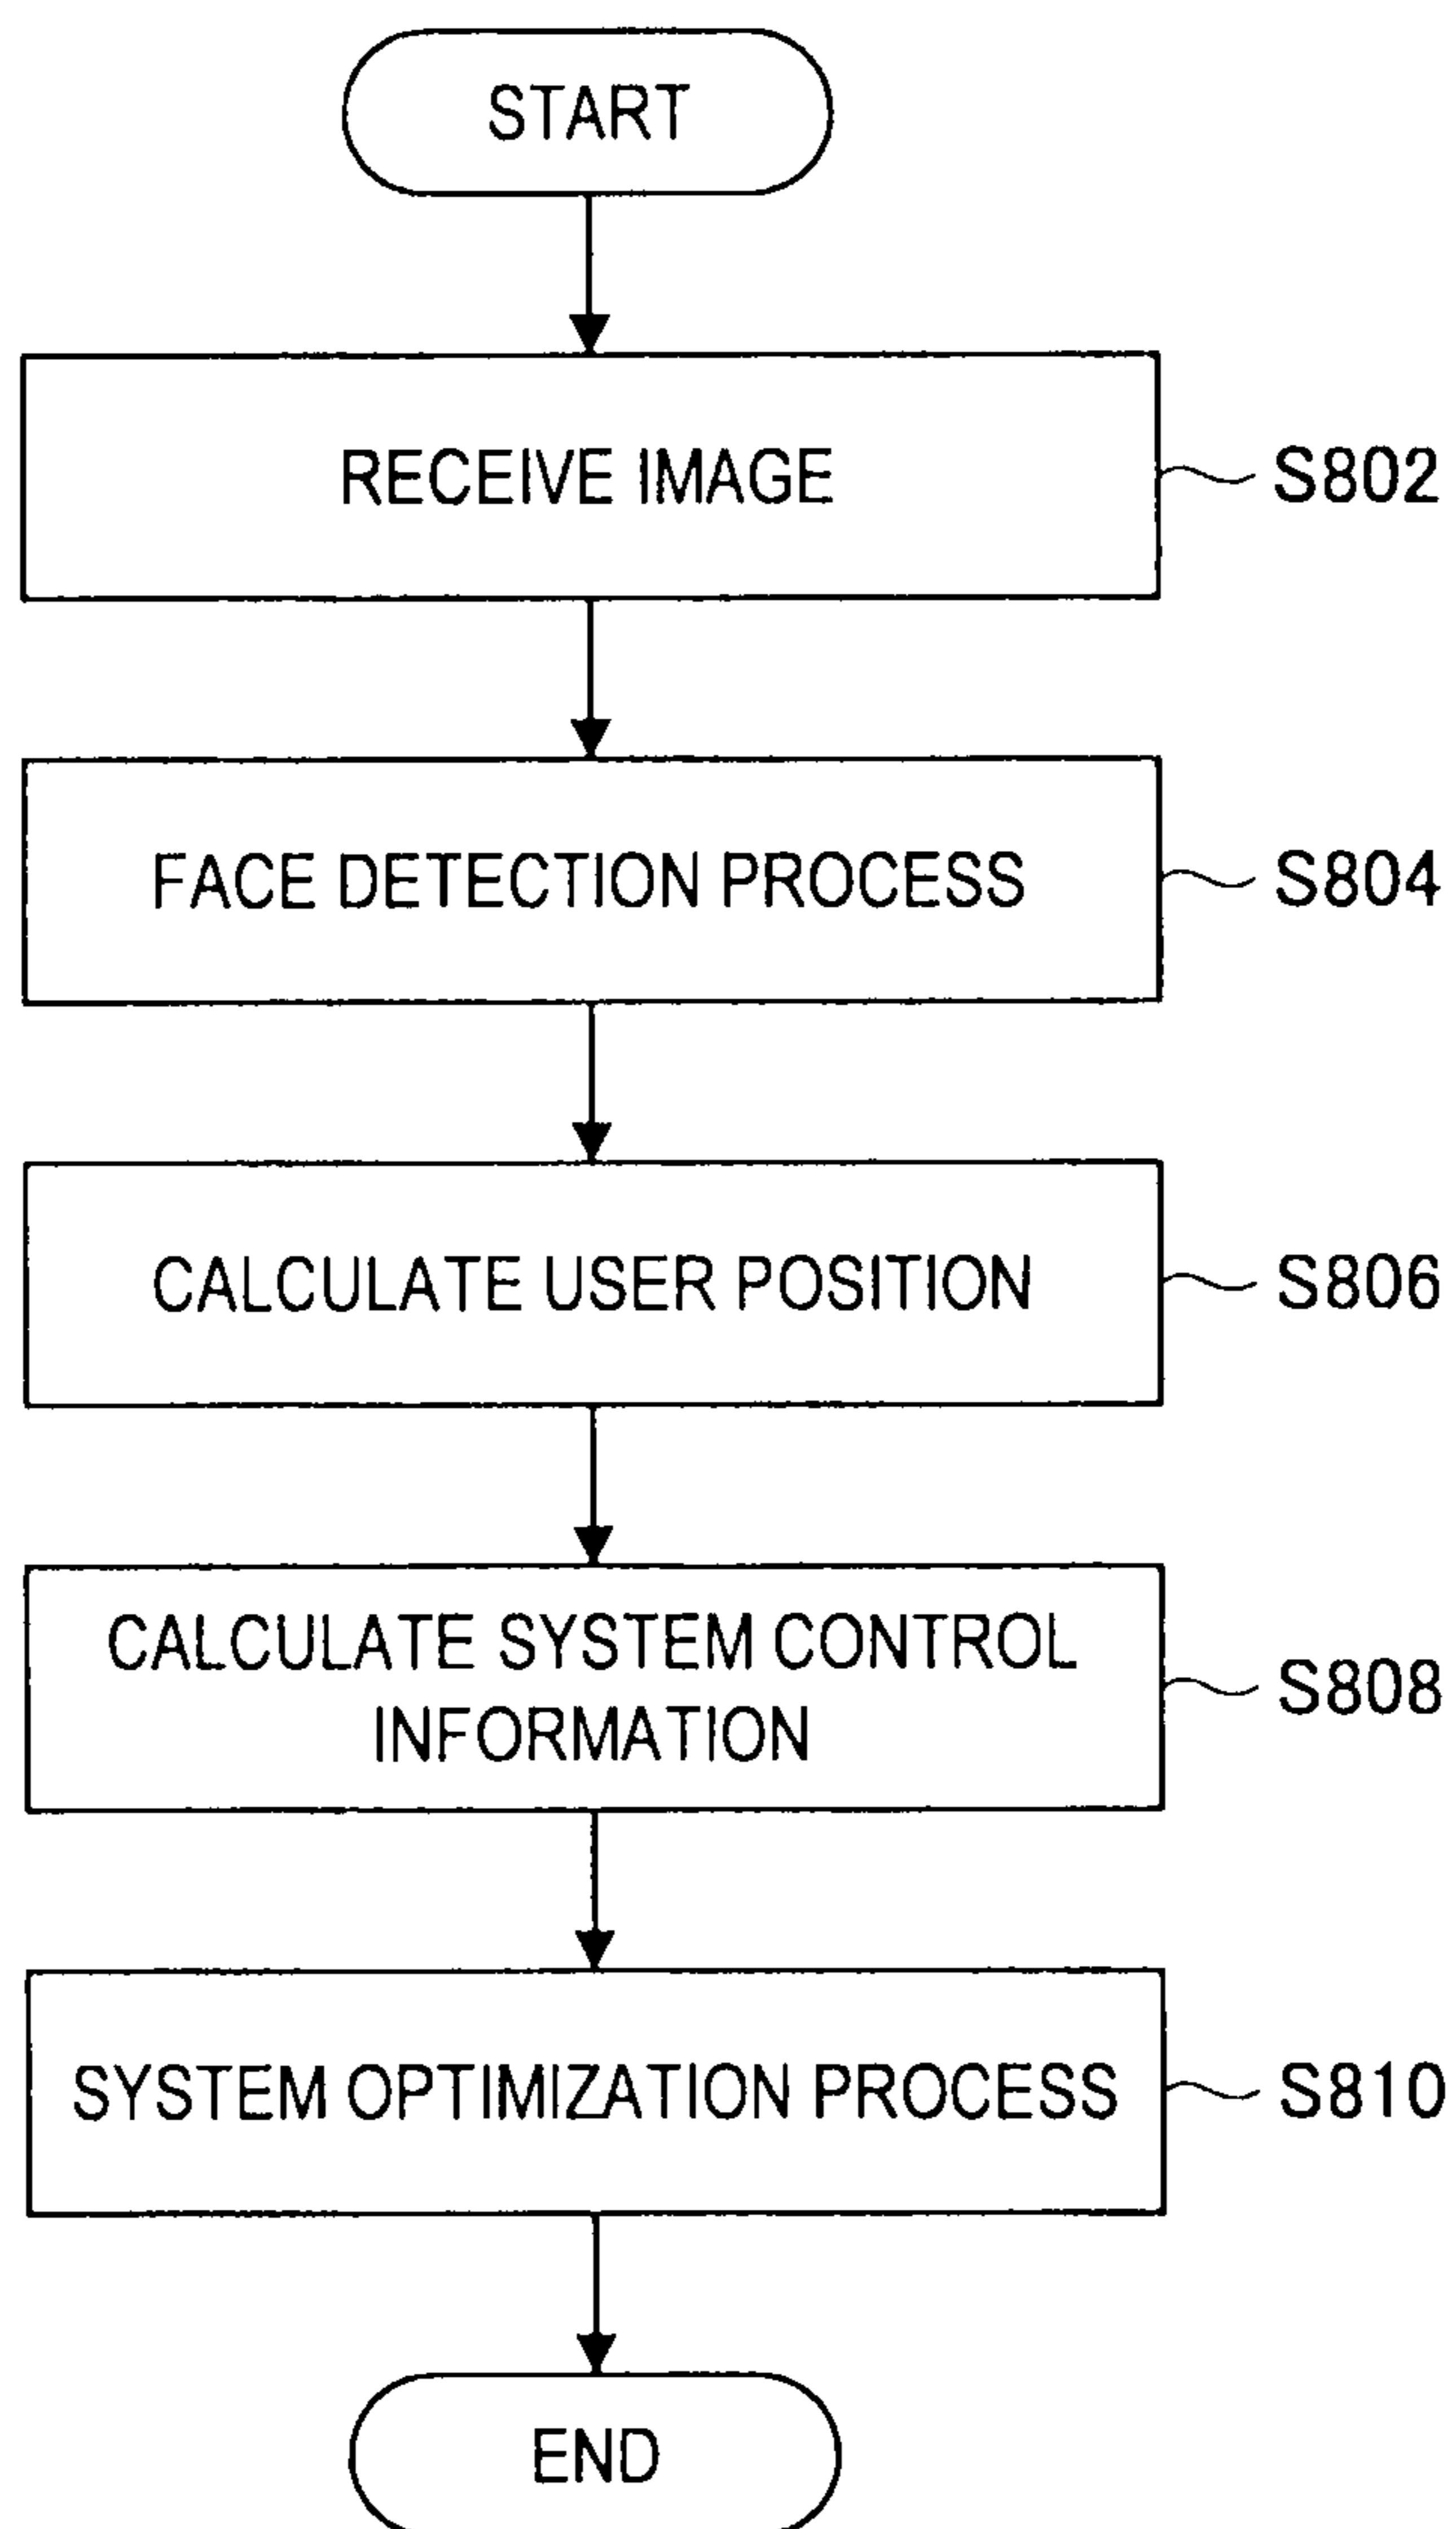 START
RECEIVE IMAGE
S802
FACE DETECTION PROCESS
S804
CALCULATE USER POSITION
S806
CALCULATE SYSTEM CONTROL
INFORMATION
S808
SYSTEM OPTIMIZATION PROCESS
S810
END